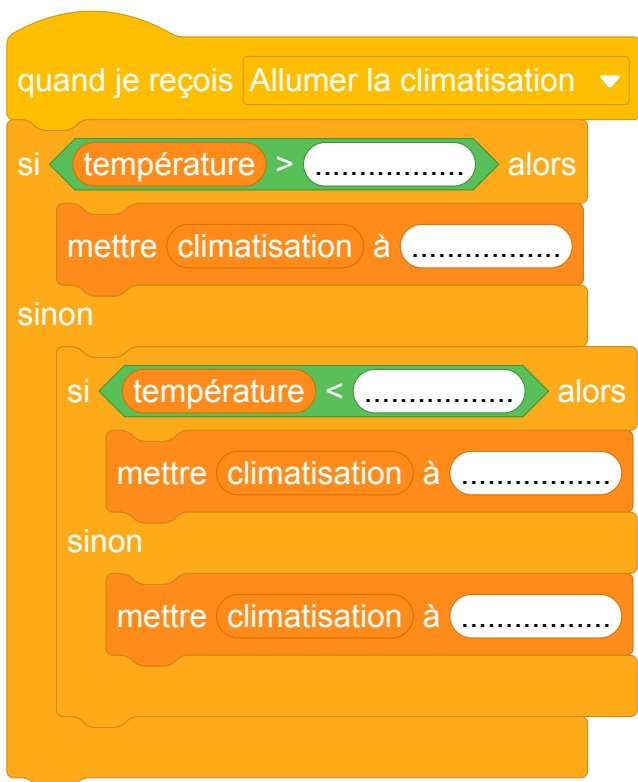 quand je reçois Allumer la climatisation
si température > ................. alors
mettre climatisation à .................
sinon
si température < ................. alors
mettre climatisation à .................
sinon
mettre climatisation à .................